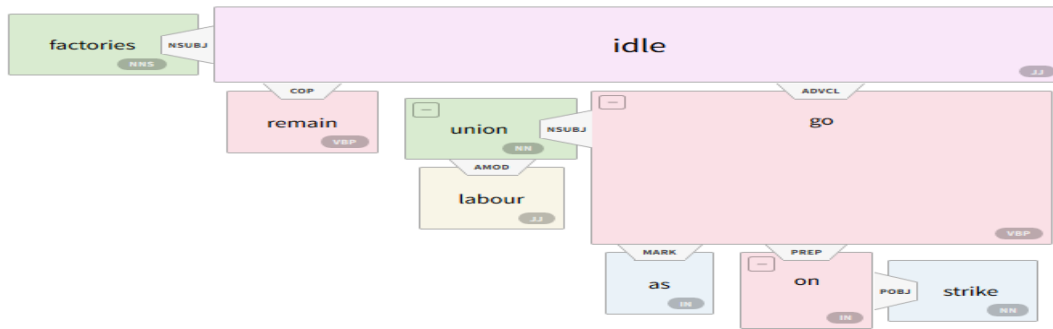 factories NSUBJ idle
NNS JJ
COP ADVCL
remain union NSUBJ go
VBP NN
AMOD
labour
JJ VBP
MARK PREP
as on POBJ strike
IN IN NN